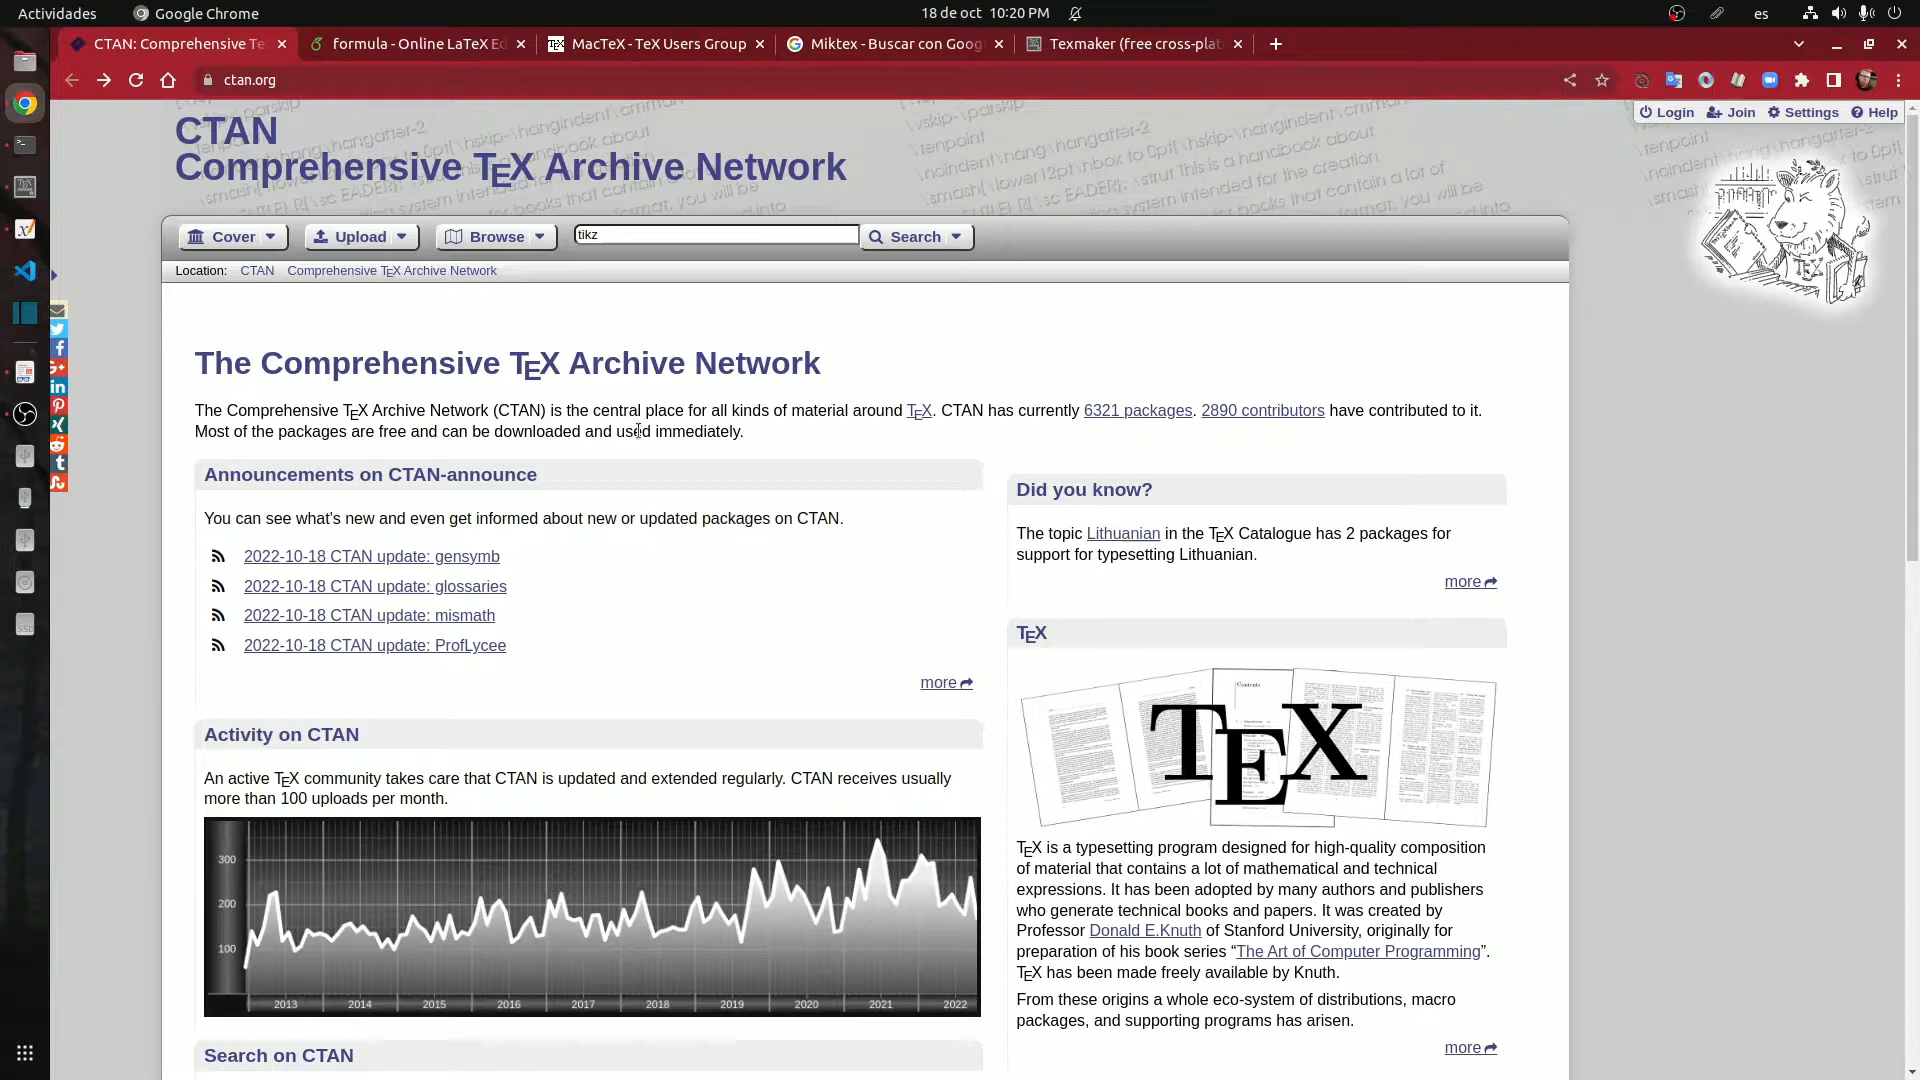 Actividades
Google Chrome
18 de oct 10:20 PM
es
CTAN: Comprehensive Te
formula - Online LaTeX Ed
MacTeX - TeX Users Group
Miktex - Buscar con Goog
Texmaker (free cross-plat
ctan.org
Login
Join
Settings
Help
CTAN
Comprehensive TEX Archive Network
Cover
Upload
Browse
tikz
Search
Location: CTAN Comprehensive TEX Archive Network
The Comprehensive TEX Archive Network
The Comprehensive TEX Archive Network (CTAN) is the central place for all kinds of material around TEX. CTAN has currently 6321 packages. 2890 contributors have contributed to it.
Most of the packages are free and can be downloaded and used immediately.
Announcements on CTAN-announce
You can see what's new and even get informed about new or updated packages on CTAN.
2022-10-18 CTAN update: gensymb
2022-10-18 CTAN update: glossaries
2022-10-18 CTAN update: mismath
2022-10-18 CTAN update: ProfLycee
more
Activity on CTAN
An active TEX community takes care that CTAN is updated and extended regularly. CTAN receives usually
more than 100 uploads per month.
300
200
100
2013 2014 2015 2016 2017 2018 2019 2020 2021 2022
Search on CTAN
Did you know?
The topic Lithuanian in the TEX Catalogue has 2 packages for
support for typesetting Lithuanian.
more
TEX
Contents
TEX
TEX is a typesetting program designed for high-quality composition
of material that contains a lot of mathematical and technical
expressions. It has been adopted by many authors and publishers
who generate technical books and papers. It was created by
Professor Donald E.Knuth of Stanford University, originally for
preparation of his book series “The Art of Computer Programming”.
TEX has been made freely available by Knuth.
From these origins a whole eco-system of distributions, macro
packages, and supporting programs has arisen.
more